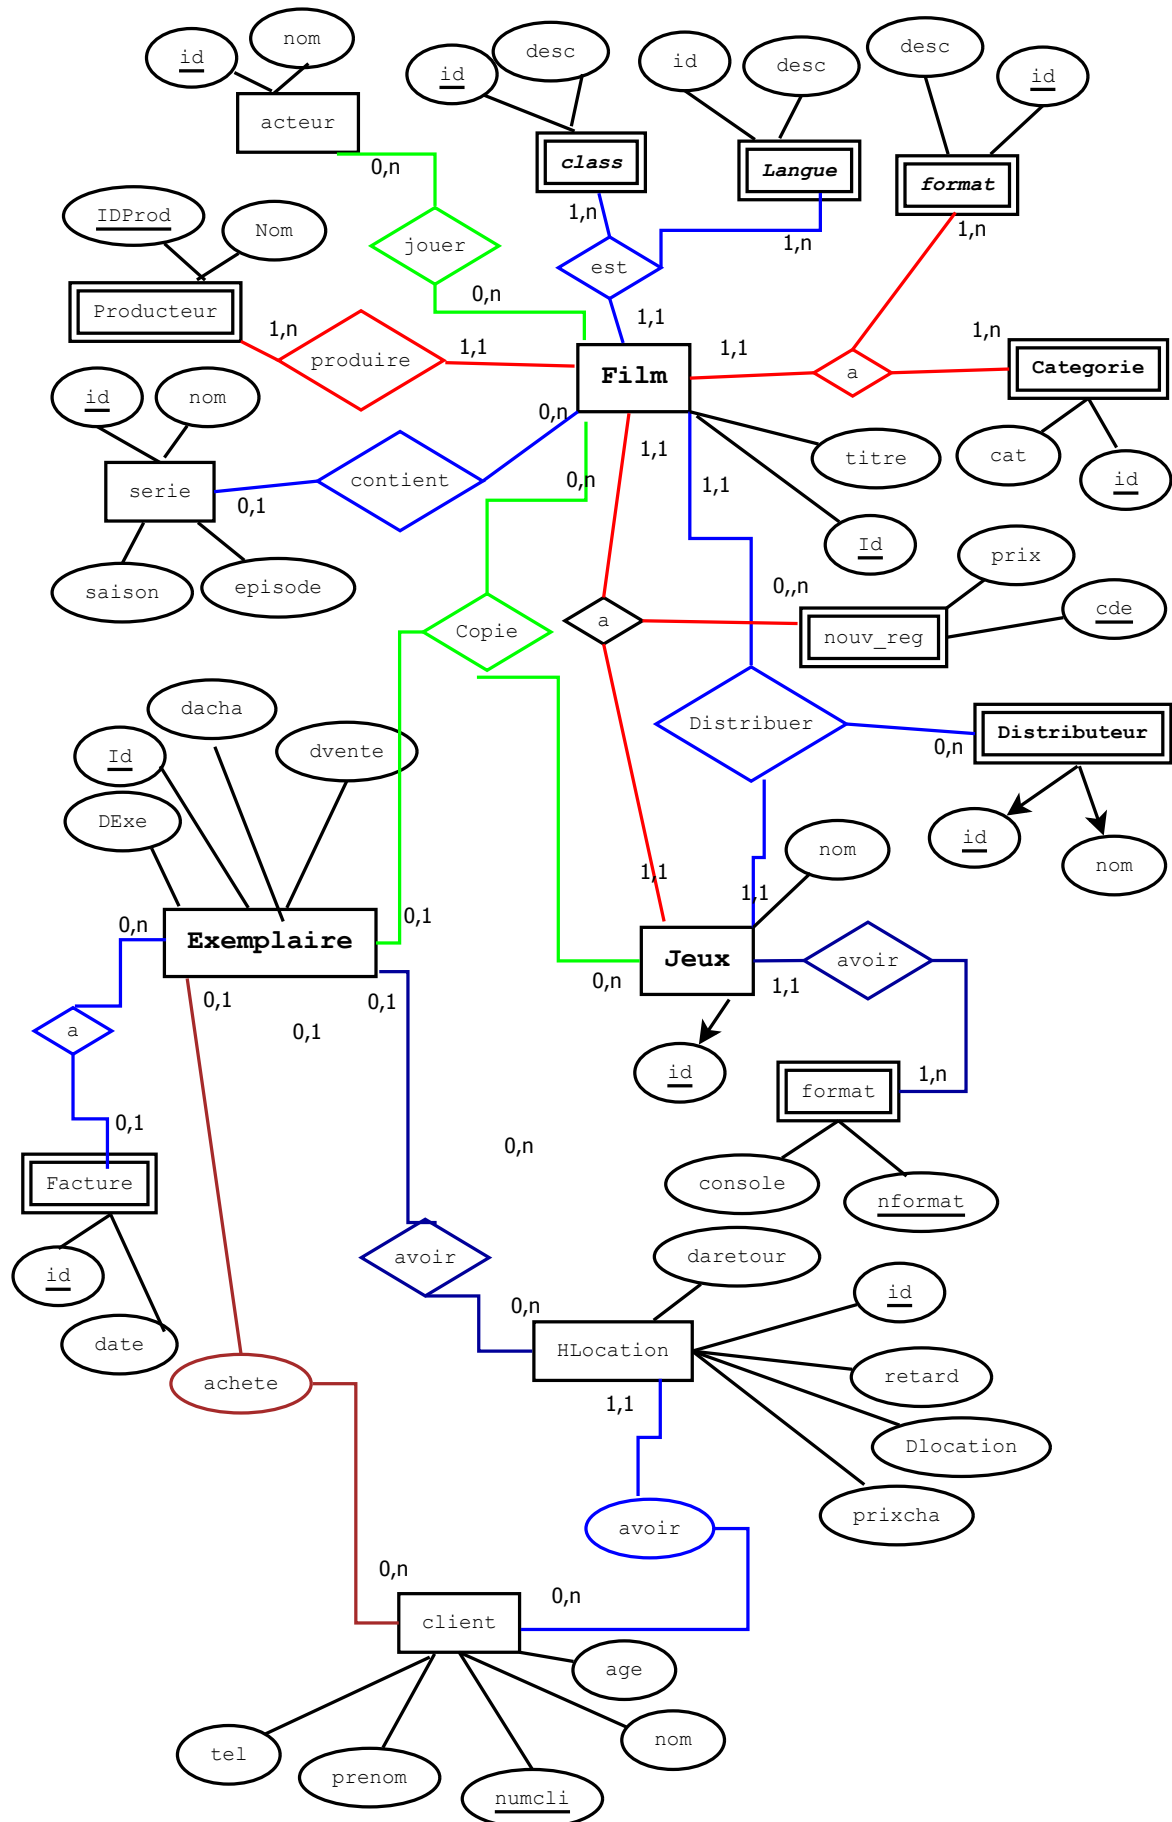 nom
id
acteur
desc
id
id
desc
desc
id
class
Langue
format
0,n
1,n
1,n
1,n
IDProd
Nom
jouer
est
Producteur
0,n
1,n
produire
1,1
1,1
1,1
1,n
Film
a
Categorie
id
nom
0,n
serie
contient
0,1
0,n
1,1
1,1
titre
cat
id
Id
saison
episode
prix
cde
0,,n
Copie
a
nouv_reg
dacha
Id
dvente
DExe
Distribuer
Distributeur
0,n
id
nom
nom
1,1
1,1
0,n
Exemplaire
0,1
Jeux
avoir
0,n
1,1
0,1
0,1
0,1
a
id
format
1,n
0,1
0,n
Facture
console
nformat
id
date
avoir
daretour
id
0,n
HLocation
retard
achete
1,1
Dlocation
prixcha
avoir
0,n
0,n
client
age
tel
prenom
numcli
nom